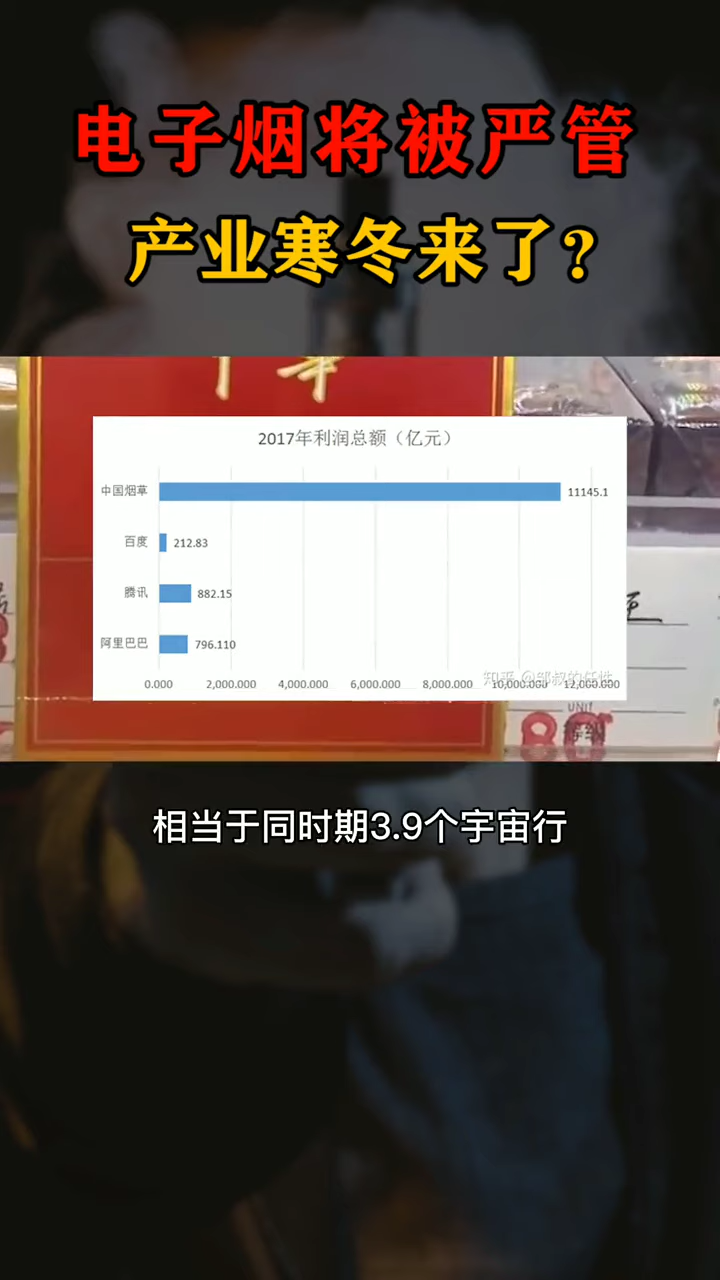 电子烟将被严管
产业寒冬来了?
2017年利润总额（亿元）
中国烟草
11145.1
百度
212.83
腾讯
882.15
阿里巴巴
796.110
0.000 2,000.000 4,000.000 6,000.000 8,000.000 10,000.000 12,000.000
知乎
UNIT
80
相当于同时期3.9个宇宙行